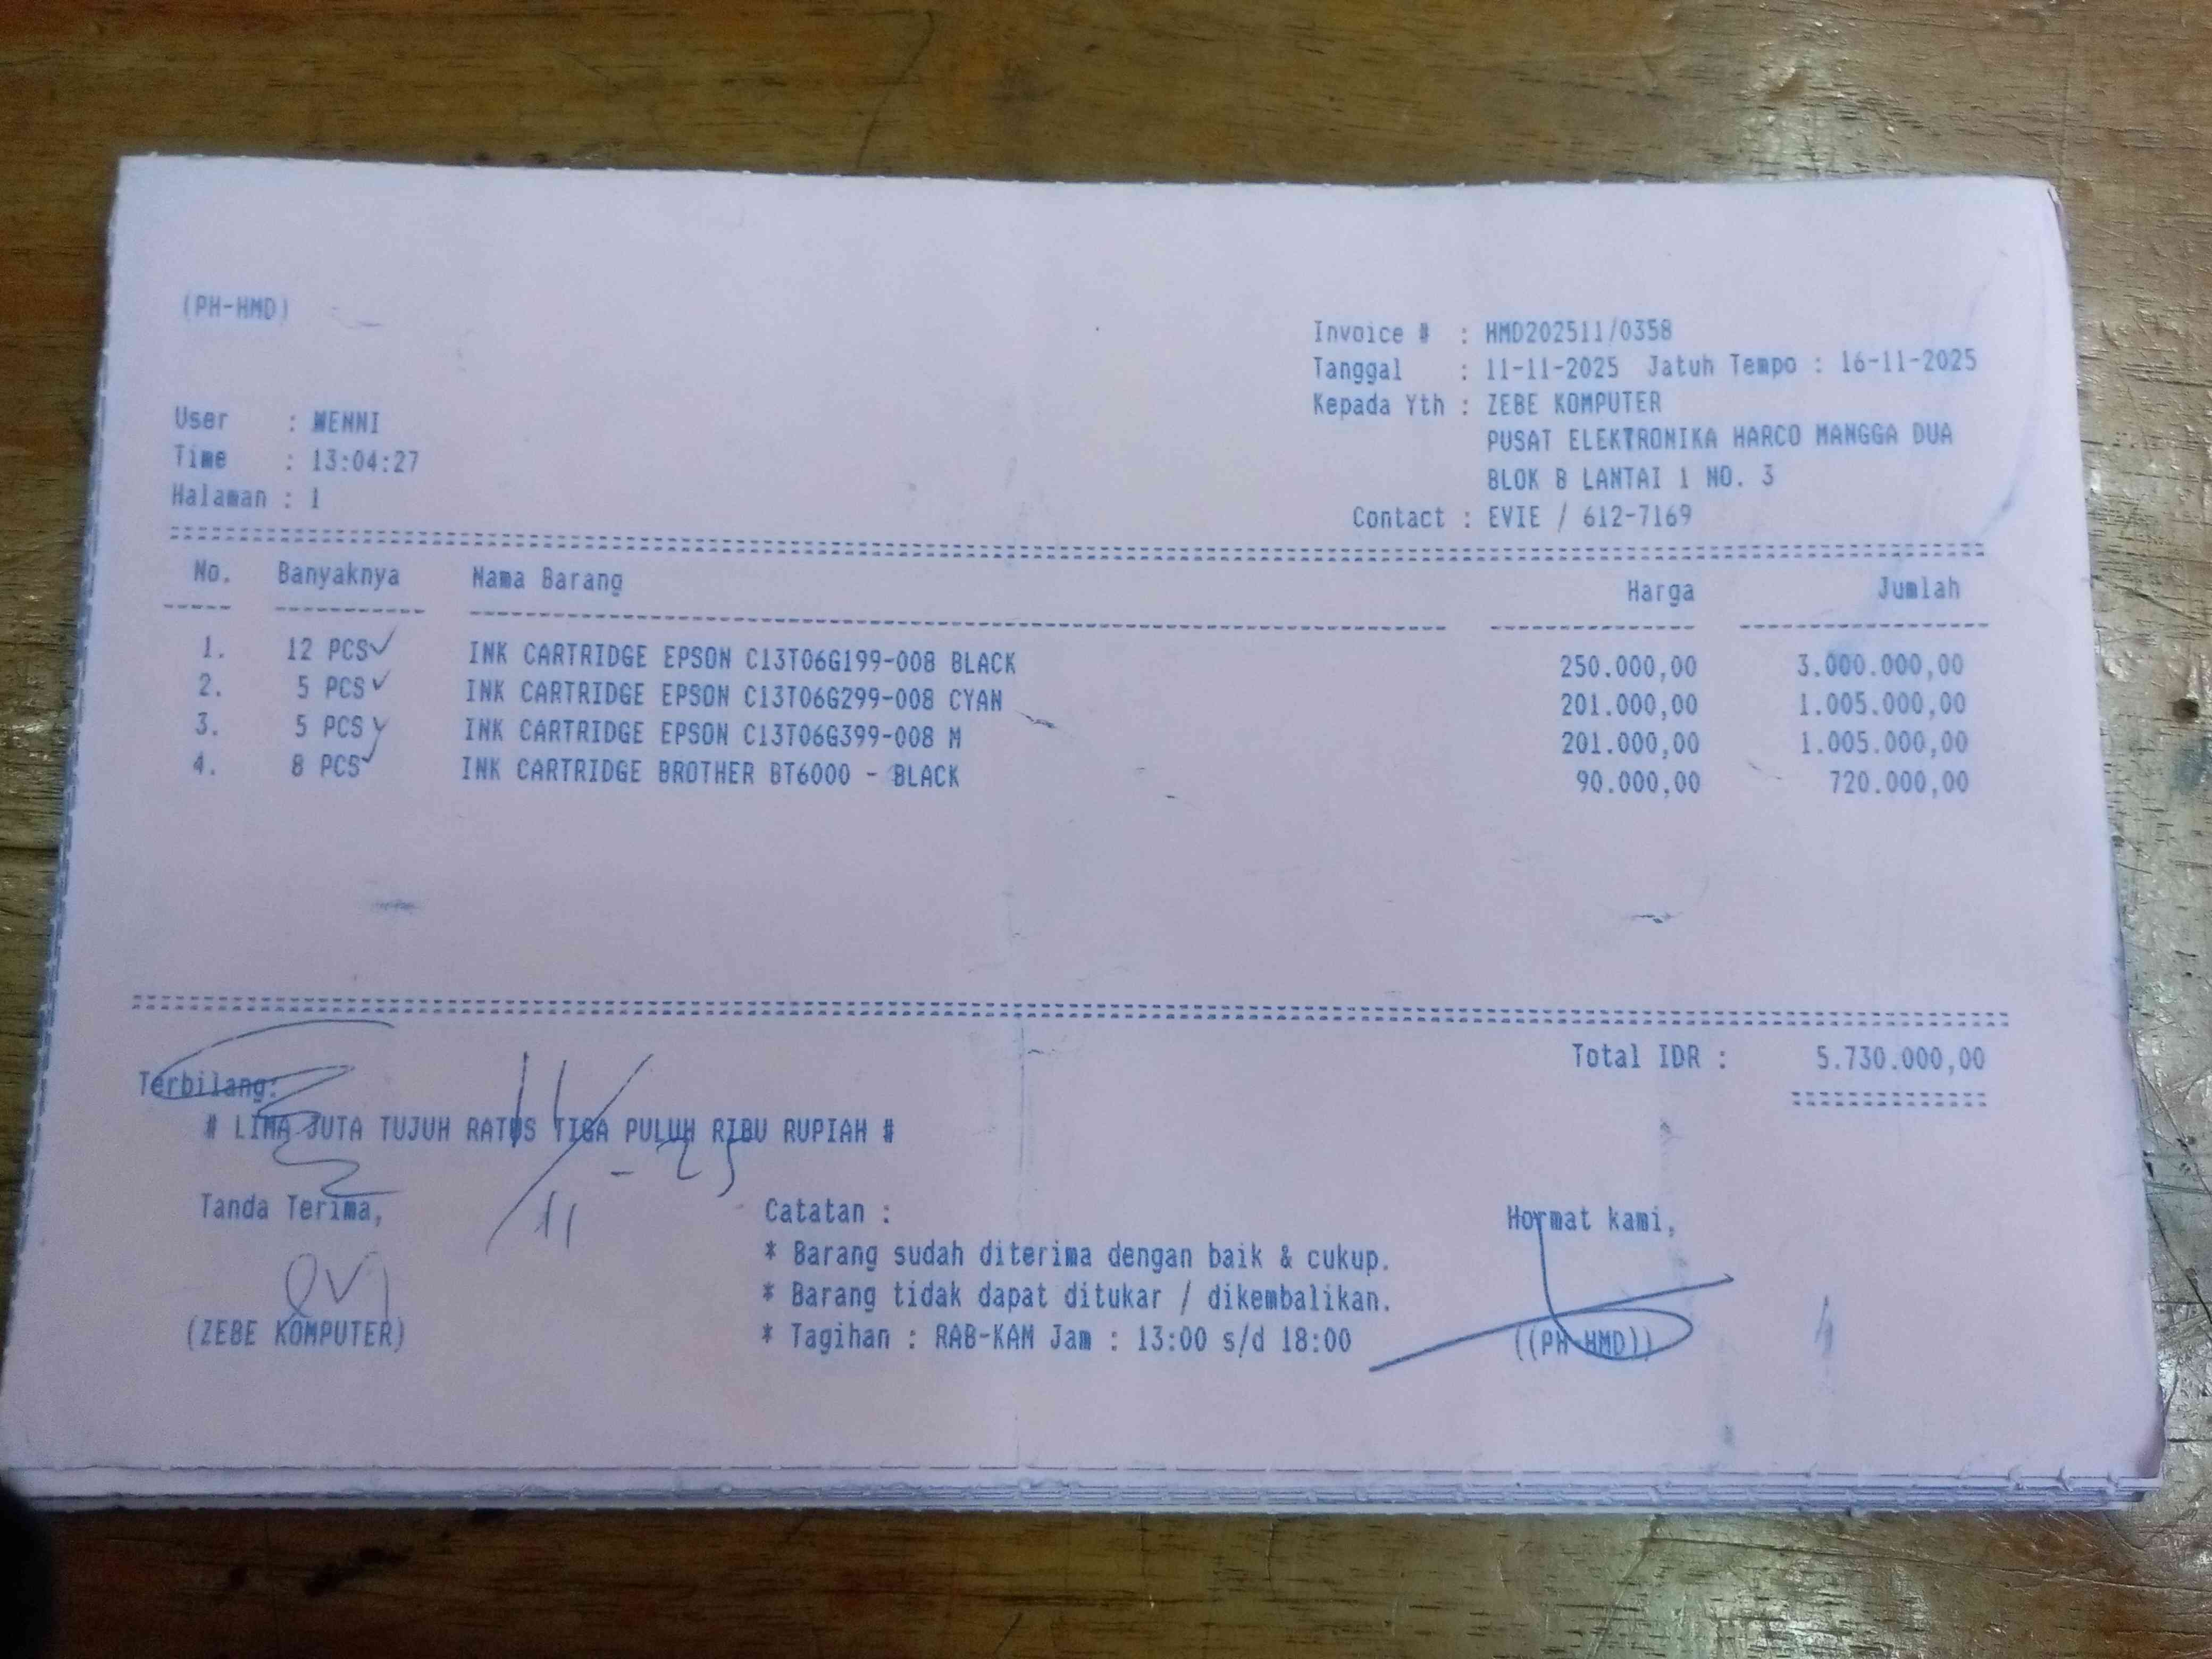 (PH-HMD)
Invoice # : HMD202511/0358
Tanggal : 11-11-2025 Jatuh Tempo : 16-11-2025
Kepada Yth : ZEBE KOMPUTER
PUSAT ELEKTRONIKA HARCO MANGGA DUA
BLOK B LANTAI 1 NO. 3
Contact : EVIE / 612-7169
User : WENNI
Time : 13:04:27
Halaman : 1
No. Banyaknya Nama Barang Harga Jumlah
1. 12 PCS✓ INK CARTRIDGE EPSON C13T06G199-008 BLACK 250.000,00 3.000.000,00
2. 5 PCS✓ INK CARTRIDGE EPSON C13T06G299-008 CYAN 201.000,00 1.005.000,00
3. 5 PCS✓ INK CARTRIDGE EPSON C13T06G399-008 M 201.000,00 1.005.000,00
4. 8 PCS✓ INK CARTRIDGE BROTHER BT6000 - BLACK 90.000,00 720.000,00
Total IDR : 5.730.000,00
Terbilang:
# LIMA JUTA TUJUH RATUS TIGA PULUH RIBU RUPIAH #
11/11-25
Tanda Terima,
(ZEBE KOMPUTER)
Catatan :
* Barang sudah diterima dengan baik & cukup.
* Barang tidak dapat ditukar / dikembalikan.
* Tagihan : RAB-KAM Jam : 13:00 s/d 18:00
Hormat kami,
((PH-HMD))